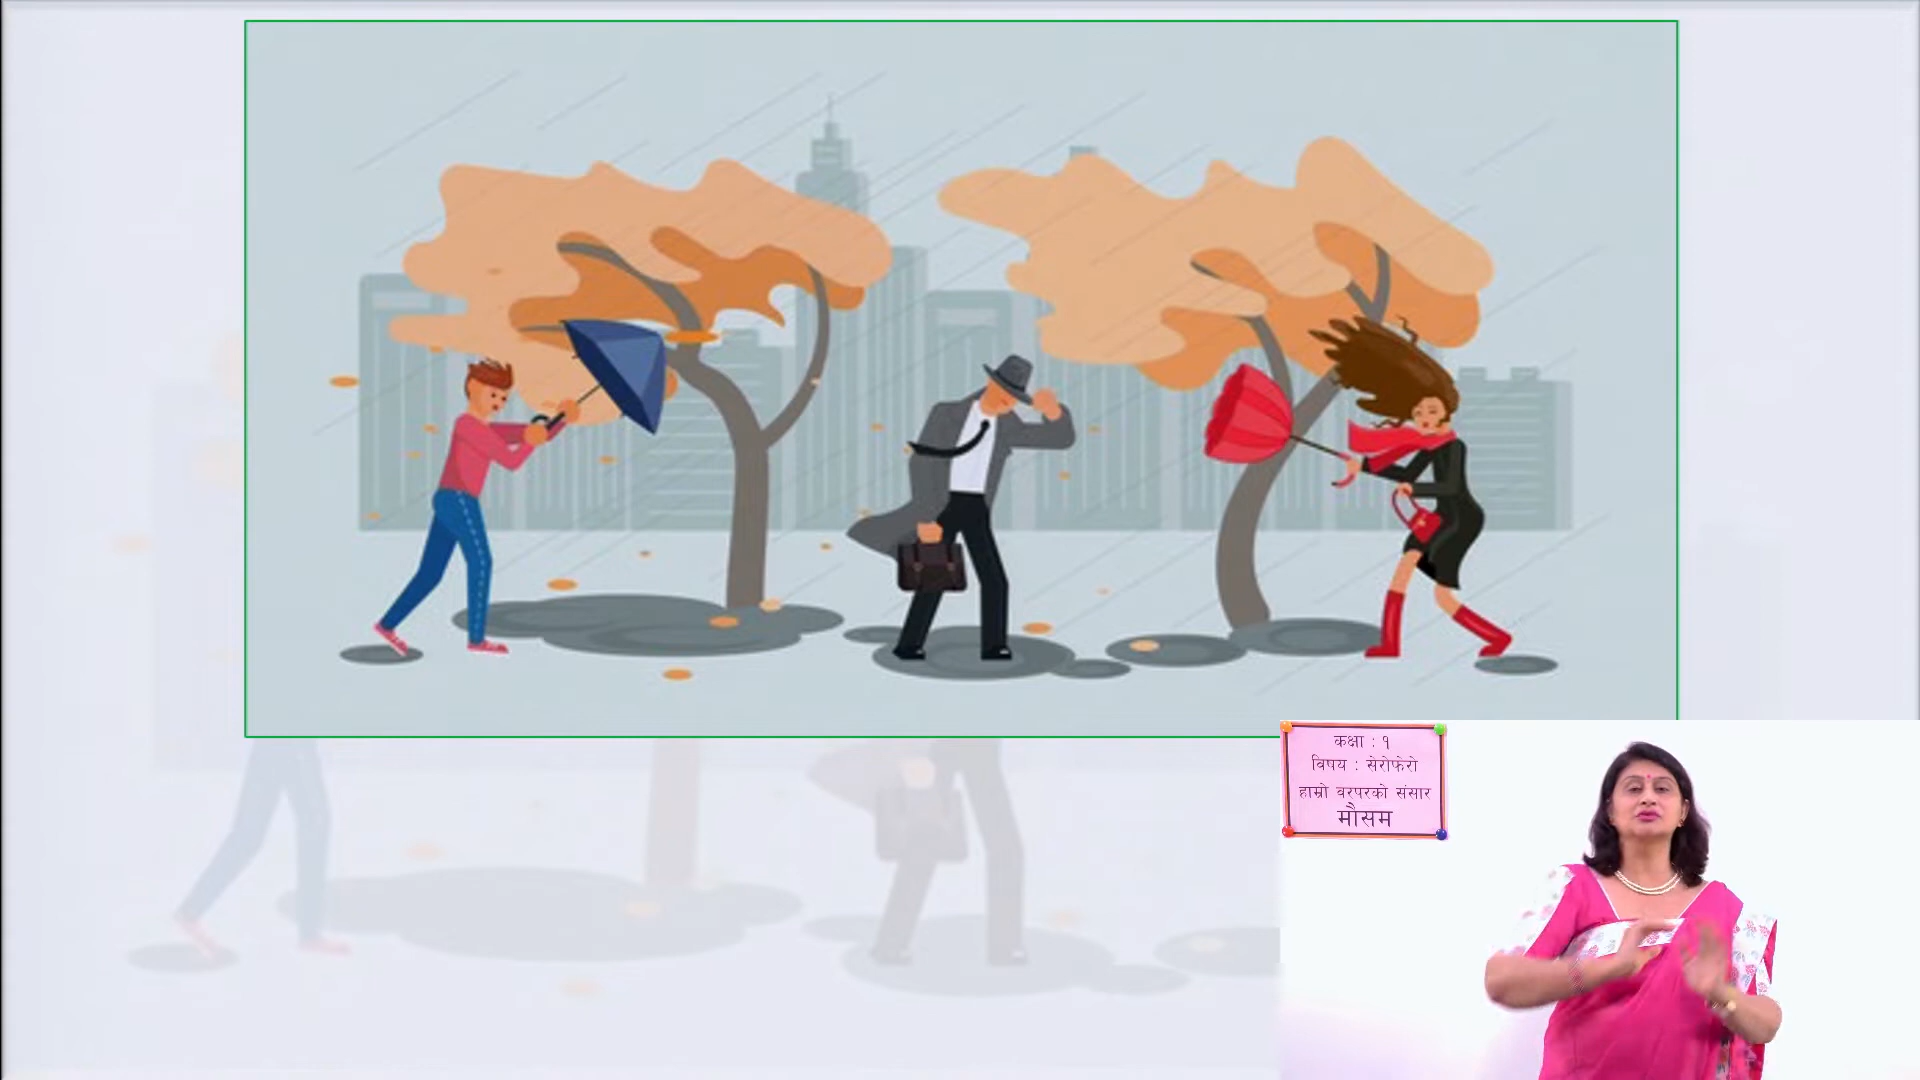 कक्षा : १
विषय : सेरोफेरो
हाम्रो वरपरको संसार
मौसम